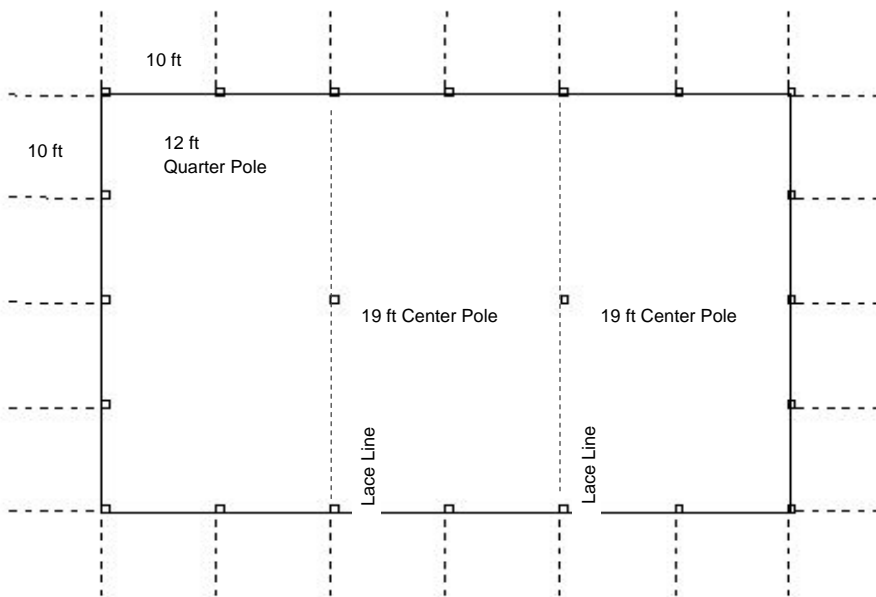 10 ft
10 ft
12 ft
Quarter Pole
19 ft Center Pole
19 ft Center Pole
Lace Line
Lace Line